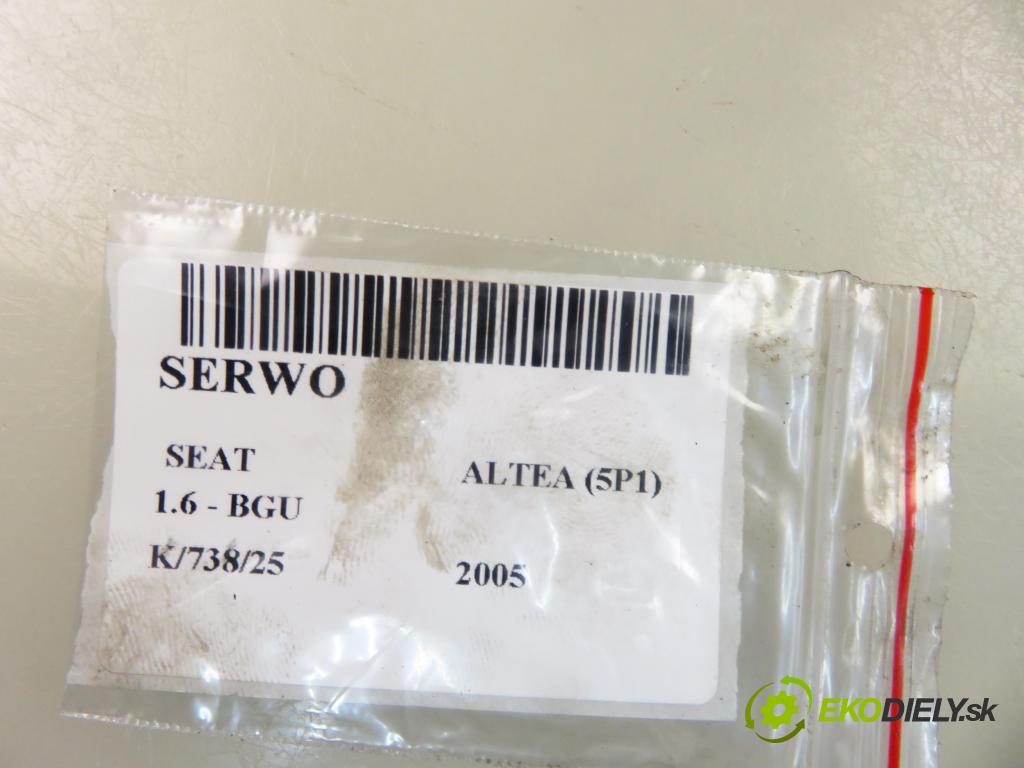 SERWO
SEAT ALTEA (5P1)
1.6 - BGU
K/738/25 2005
EKODIELY.sk